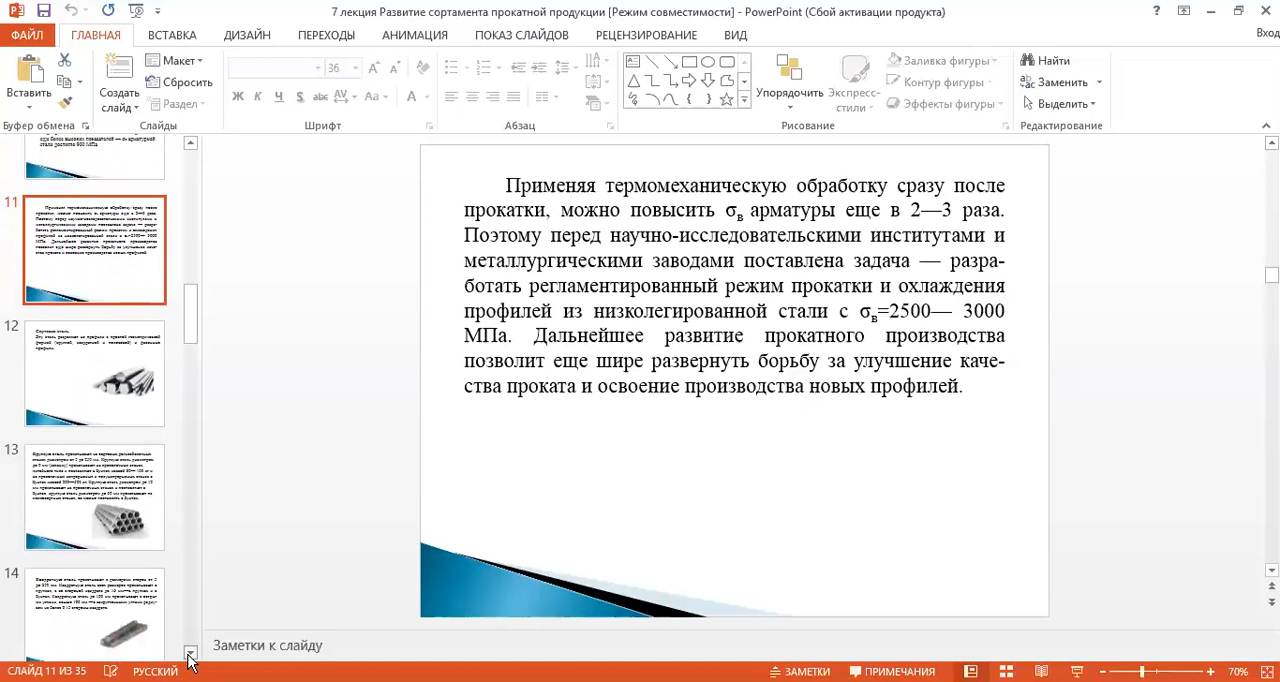 7 лекция Развитие сортамента прокатной продукции [Режим совместимости] - PowerPoint (Сбой активации продукта)
ФАЙЛ ГЛАВНАЯ ВСТАВКА ДИЗАЙН ПЕРЕХОДЫ АНИМАЦИЯ ПОКАЗ СЛАЙДОВ РЕЦЕНЗИРОВАНИЕ ВИД Вход
Вставить
Создать слайд
Макет
Сбросить
Раздел
36
Ж К Ч S abc AV Aa A
Упорядочить
Экспресс-стили
Заливка фигуры
Контур фигуры
Эффекты фигуры
Найти
Заменить
Выделить
Буфер обмена Слайды Шрифт Абзац Рисование Редактирование
11
12
13
14
Применяя термомеханическую обработку сразу после
прокатки, можно повысить σв арматуры еще в 2—3 раза.
Поэтому перед научно-исследовательскими институтами и
металлургическими заводами поставлена задача — разра-
ботать регламентированный режим прокатки и охлаждения
профилей из низколегированной стали с σв=2500— 3000
МПа. Дальнейшее развитие прокатного производства
позволит еще шире развернуть борьбу за улучшение каче-
ства проката и освоение производства новых профилей.
Заметки к слайду
СЛАЙД 11 ИЗ 35 РУССКИЙ ЗАМЕТКИ ПРИМЕЧАНИЯ 70%